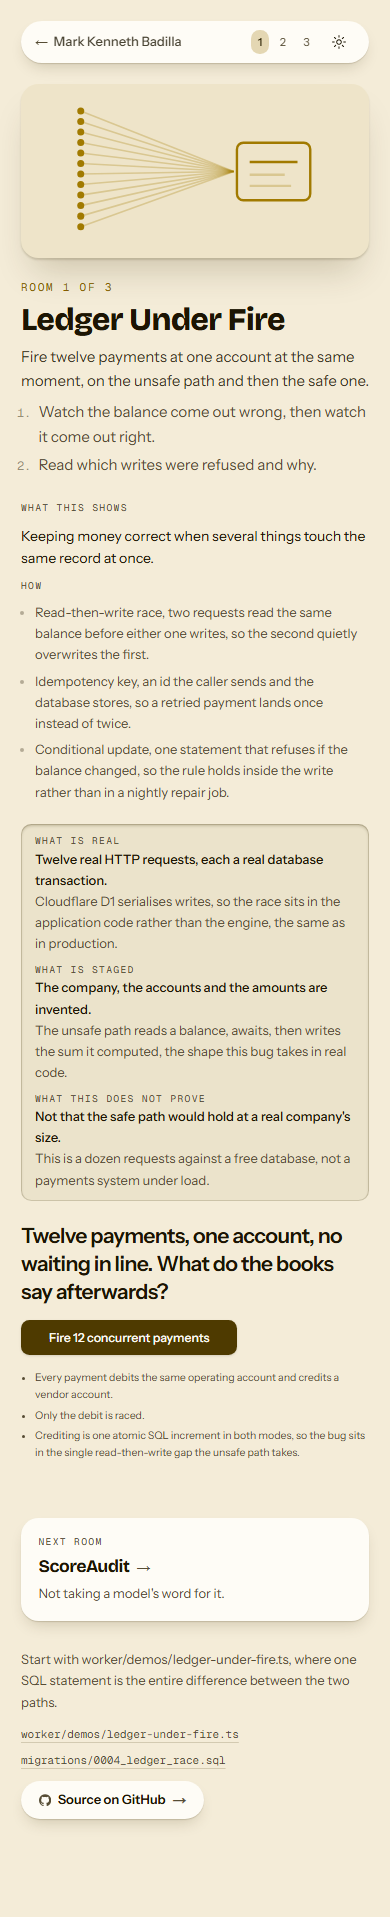 ← Mark Kenneth Badilla 1 2 3
ROOM 1 OF 3
Ledger Under Fire
Fire twelve payments at one account at the same
moment, on the unsafe path and then the safe one.
1. Watch the balance come out wrong, then watch
it come out right.
2. Read which writes were refused and why.
WHAT THIS SHOWS
Keeping money correct when several things touch the
same record at once.
HOW
• Read-then-write race, two requests read the same
balance before either one writes, so the second quietly
overwrites the first.
• Idempotency key, an id the caller sends and the
database stores, so a retried payment lands once
instead of twice.
• Conditional update, one statement that refuses if the
balance changed, so the rule holds inside the write
rather than in a nightly repair job.
WHAT IS REAL
Twelve real HTTP requests, each a real database
transaction.
Cloudflare D1 serialises writes, so the race sits in the
application code rather than the engine, the same as
in production.
WHAT IS STAGED
The company, the accounts and the amounts are
invented.
The unsafe path reads a balance, awaits, then writes
the sum it computed, the shape this bug takes in real
code.
WHAT THIS DOES NOT PROVE
Not that the safe path would hold at a real company's
size.
This is a dozen requests against a free database, not a
payments system under load.
Twelve payments, one account, no
waiting in line. What do the books
say afterwards?
Fire 12 concurrent payments
• Every payment debits the same operating account and credits a
vendor account.
• Only the debit is raced.
• Crediting is one atomic SQL increment in both modes, so the bug sits
in the single read-then-write gap the unsafe path takes.
NEXT ROOM
ScoreAudit →
Not taking a model's word for it.
Start with worker/demos/ledger-under-fire.ts, where one
SQL statement is the entire difference between the two
paths.
worker/demos/ledger-under-fire.ts
migrations/0004_ledger_race.sql
Source on GitHub →